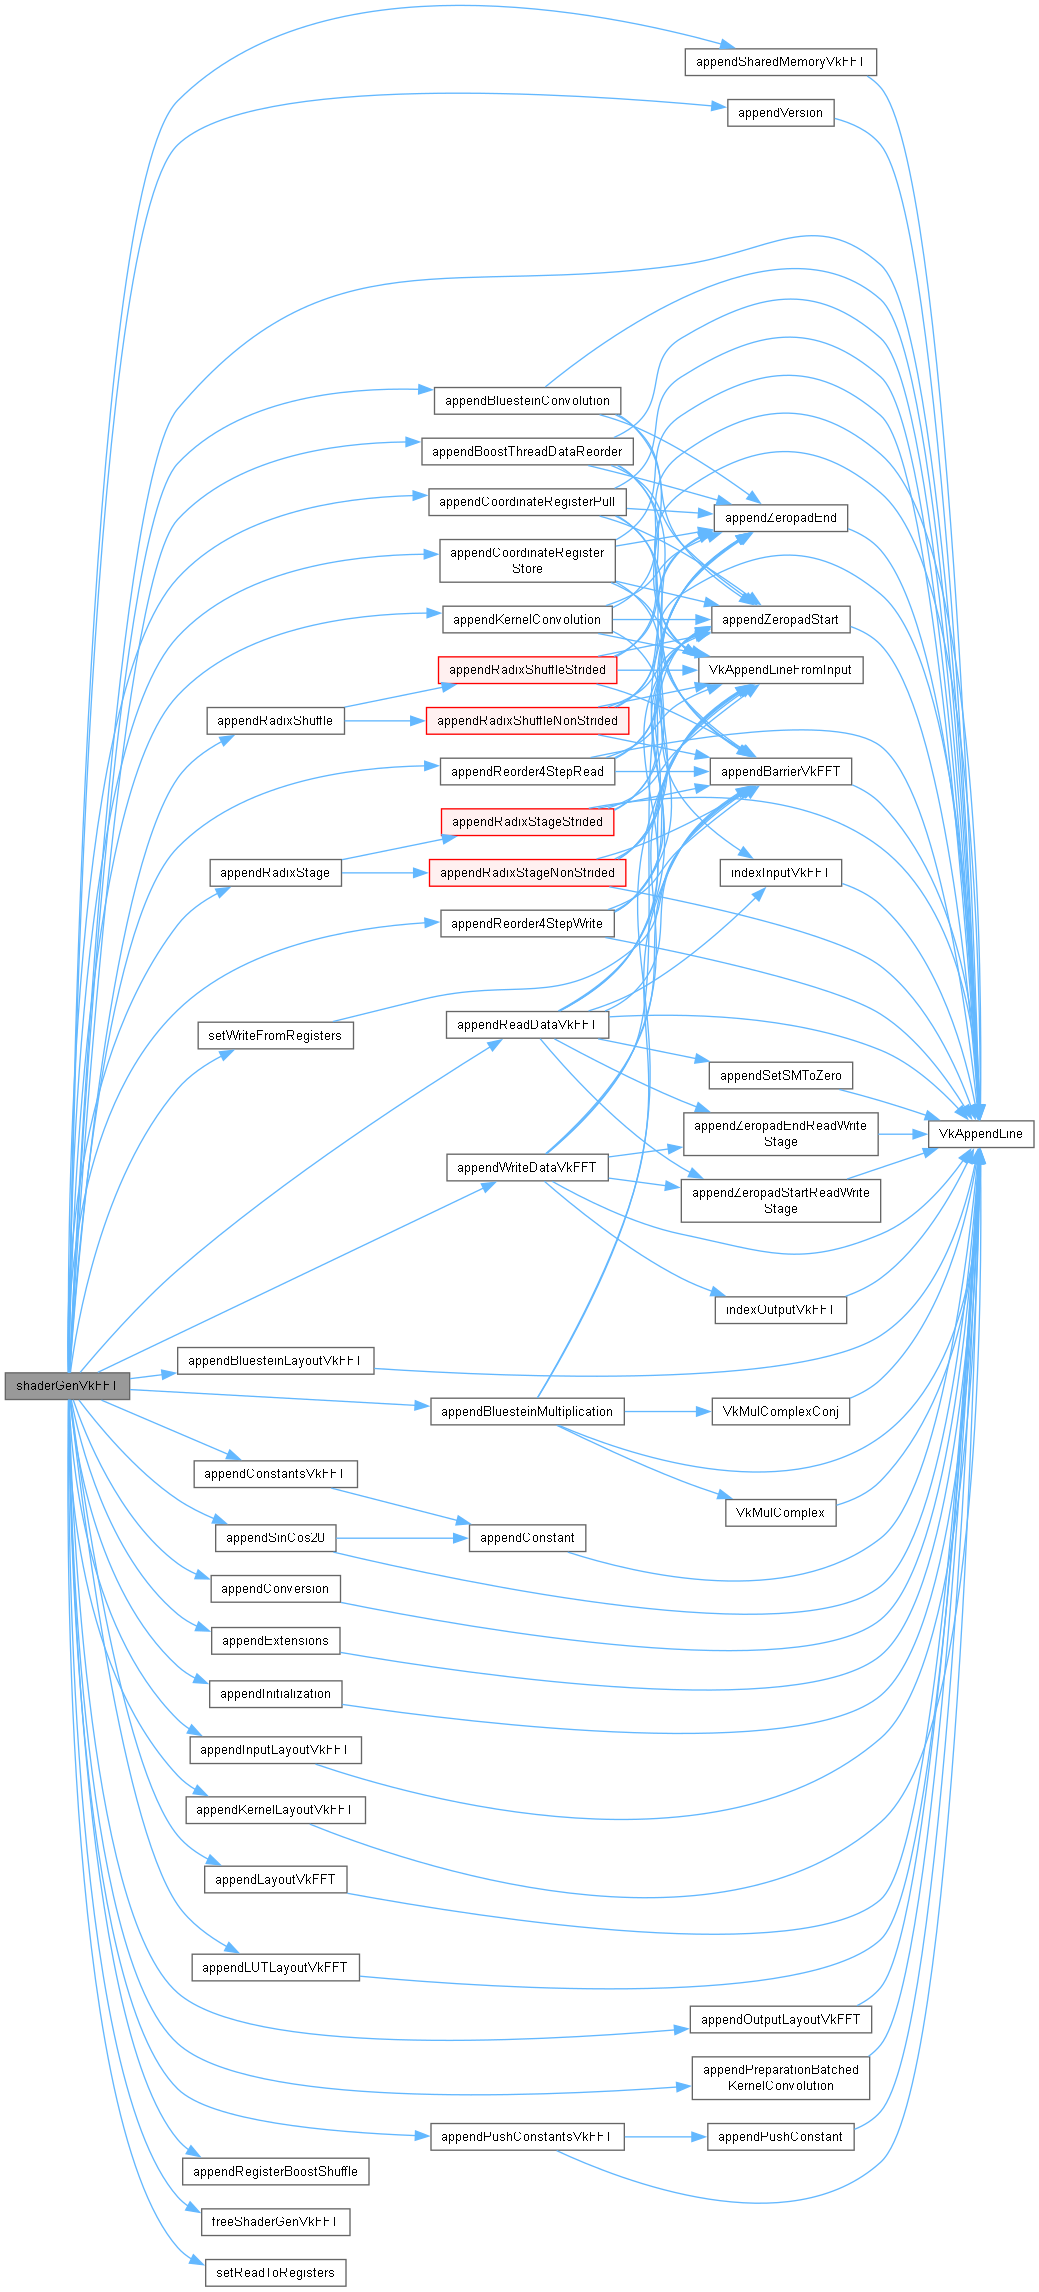 appendSharedMemoryVkFFT
appendVersion
appendBluesteinConvolution
appendBoostThreadDataReorder
appendCoordinateRegisterPull
appendZeropadEnd
appendCoordinateRegister
Store
appendKernelConvolution
appendZeropadStart
appendRadixShuffleStrided
VkAppendLineFromInput
appendRadixShuffle
appendRadixShuffleNonStrided
appendReorder4StepRead
appendBarrierVkFFT
appendRadixStageStrided
appendRadixStage
appendRadixStageNonStrided
indexInputVkFFT
appendReorder4StepWrite
setWriteFromRegisters
appendReadDataVkFFT
appendSetSMToZero
appendZeropadEndReadWrite
Stage
VkAppendLine
appendWriteDataVkFFT
appendZeropadStartReadWrite
Stage
indexOutputVkFFT
appendBluesteinLayoutVkFFT
shaderGenVkFFT
appendBluesteinMultiplication
VkMulComplexConj
appendConstantsVkFFT
VkMulComplex
appendSinCos20
appendConstant
appendConversion
appendExtensions
appendInitialization
appendInputLayoutVkFFT
appendKernelLayoutVkFFT
appendLayoutVkFFT
appendLUTLayoutVkFFT
appendOutputLayoutVkFFT
appendPreparationBatched
KernelConvolution
appendPushConstantsVkFFT
appendPushConstant
appendRegisterBoostShuffle
freeShaderGenVkFFT
setReadToRegisters